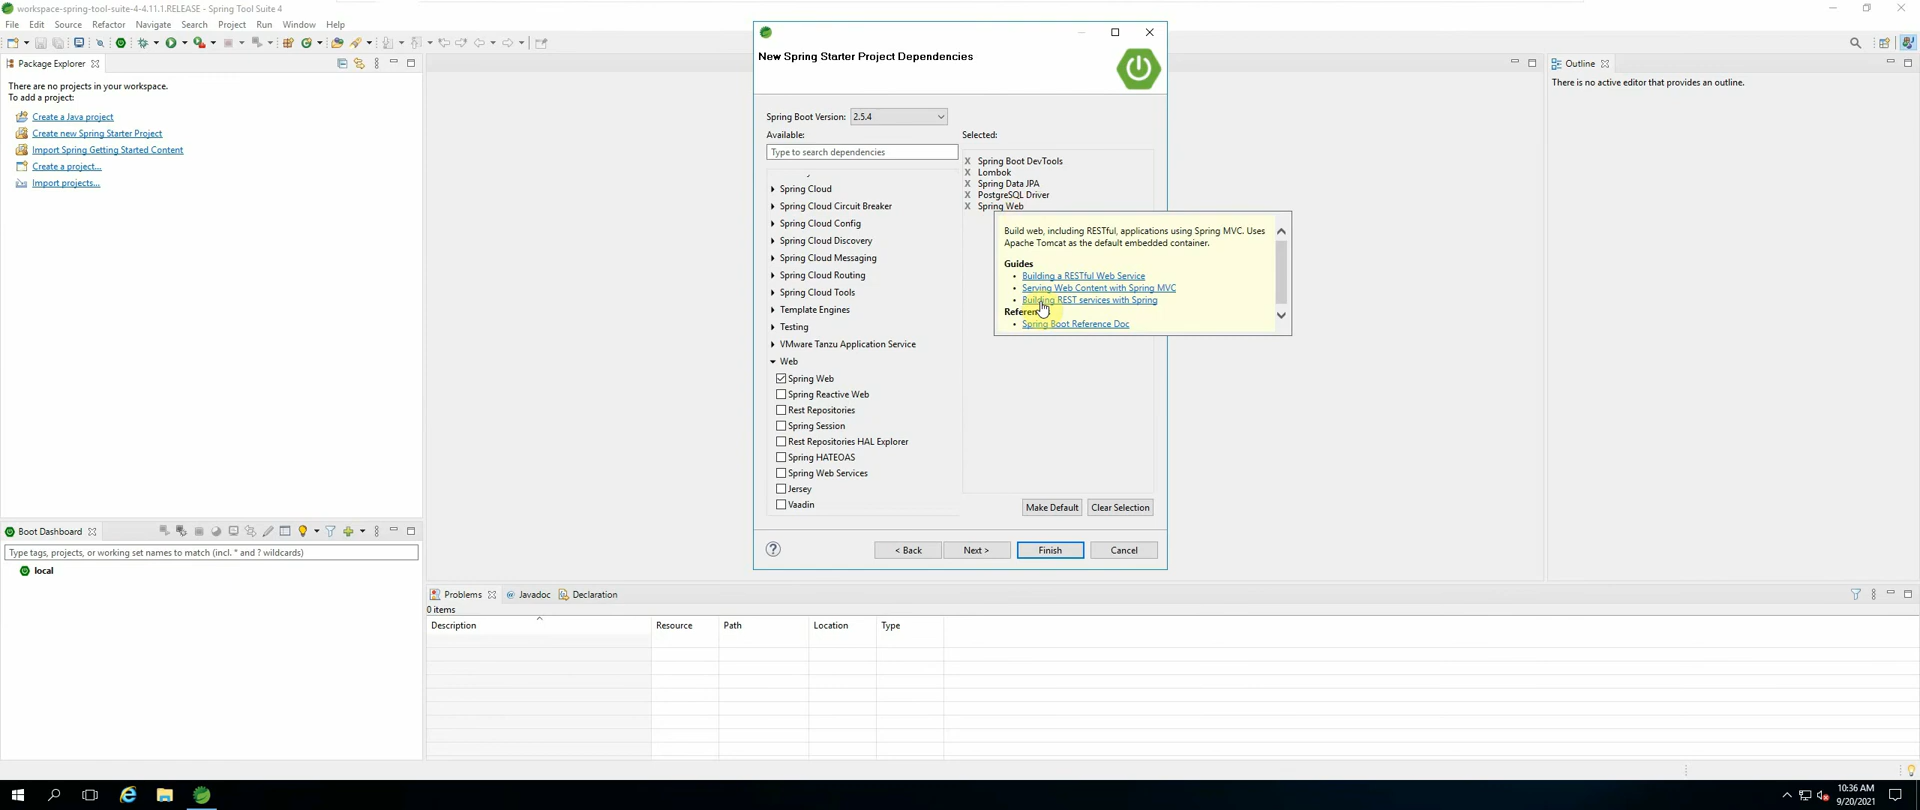 workspace-spring-tool-suite-4-4.11.1.RELEASE - Spring Tool Suite 4
File Edit Source Refactor Navigate Search Project Run Window Help
Package Explorer
There are no projects in your workspace.
To add a project:
Create a Java project
Create new Spring Starter Project
Import Spring Getting Started Content
Create a project...
Import projects...
Boot Dashboard
Type tags, projects, or working set names to match (incl. * and ? wildcards)
local
New Spring Starter Project Dependencies
Spring Boot Version: 2.5.4
Available:
Type to search dependencies
Spring Cloud
Spring Cloud Circuit Breaker
Spring Cloud Config
Spring Cloud Discovery
Spring Cloud Messaging
Spring Cloud Routing
Spring Cloud Tools
Template Engines
Testing
VMware Tanzu Application Service
Web
Spring Web
Spring Reactive Web
Rest Repositories
Spring Session
Rest Repositories HAL Explorer
Spring HATEOAS
Spring Web Services
Jersey
Vaadin
Selected:
X Spring Boot DevTools
X Lombok
X Spring Data JPA
X PostgreSQL Driver
X Spring Web
Build web, including RESTful, applications using Spring MVC. Uses
Apache Tomcat as the default embedded container.
Guides
• Building a RESTful Web Service
• Serving Web Content with Spring MVC
• Building REST services with Spring
• Spring Boot Reference Doc
Make Default Clear Selection
? < Back Next > Finish Cancel
Outline
There is no active editor that provides an outline.
Problems Javadoc Declaration
0 items
Description Resource Path Location Type
10:36 AM
9/20/2021